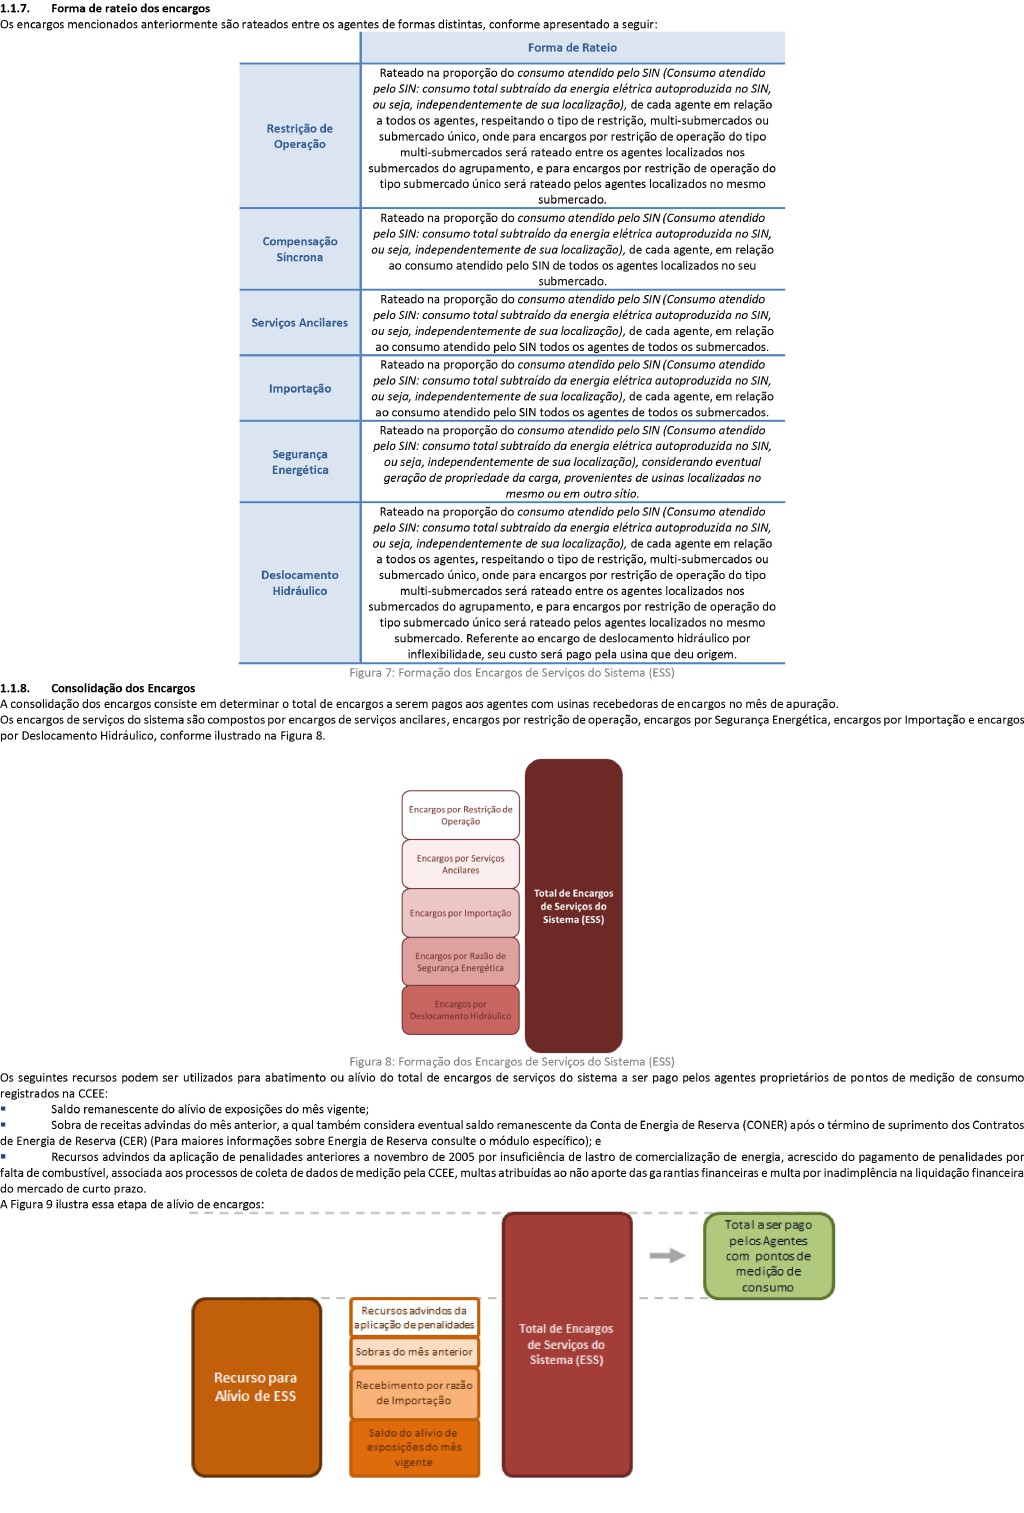 1.1.7. Forma de rateio dos encargos
Os encargos mencionados anteriormente são rateados entre os agentes de formas distintas, conforme apresentado a seguir:
Forma de Rateio
Restrição de
Operação
Rateado na proporção do consumo atendido pelo SIN (Consumo atendido
pelo SIN: consumo total subtraído da energia elétrica autoproduzida no SIN,
ou seja, independentemente de sua localização), de cada agente em relação
a todos os agentes, respeitando o tipo de restrição, multi-submercados ou
submercado único, onde para encargos por restrição de operação do tipo
multi-submercados será rateado entre os agentes localizados nos
submercados do agrupamento, e para encargos por restrição de operação do
tipo submercado único será rateado pelos agentes localizados no mesmo
submercado.
Compensação
Síncrona
Rateado na proporção do consumo atendido pelo SIN (Consumo atendido
pelo SIN: consumo total subtraído da energia elétrica autoproduzida no SIN,
ou seja, independentemente de sua localização), de cada agente, em relação
ao consumo atendido pelo SIN de todos os agentes localizados no seu
submercado.
Serviços Ancilares
Rateado na proporção do consumo atendido pelo SIN (Consumo atendido
pelo SIN: consumo total subtraído da energia elétrica autoproduzida no SIN,
ou seja, independentemente de sua localização), de cada agente, em relação
ao consumo atendido pelo SIN todos os agentes de todos os submercados.
Importação
Rateado na proporção do consumo atendido pelo SIN (Consumo atendido
pelo SIN: consumo total subtraído da energia elétrica autoproduzida no SIN,
ou seja, independentemente de sua localização), de cada agente, em relação
ao consumo atendido pelo SIN todos os agentes de todos os submercados.
Segurança
Energética
Rateado na proporção do consumo atendido pelo SIN (Consumo atendido
pelo SIN: consumo total subtraído da energia elétrica autoproduzida no SIN,
ou seja, independentemente de sua localização), considerando eventual
geração de propriedade da carga, provenientes de usinas localizadas no
mesmo ou em outro sítio.
Deslocamento
Hidráulico
Rateado na proporção do consumo atendido pelo SIN (Consumo atendido
pelo SIN: consumo total subtraído da energia elétrica autoproduzida no SIN,
ou seja, independentemente de sua localização), de cada agente em relação
a todos os agentes, respeitando o tipo de restrição, multi-submercados ou
submercado único, onde para encargos por restrição de operação do tipo
multi-submercados será rateado entre os agentes localizados nos
submercados do agrupamento, e para encargos por restrição de operação do
tipo submercado único será rateado pelos agentes localizados no mesmo
submercado. Referente ao encargo de deslocamento hidráulico por
inflexibilidade, seu custo será pago pela usina que deu origem.
Figura 7: Formação dos Encargos de Serviços do Sistema (ESS)
1.1.8. Consolidação dos Encargos
A consolidação dos encargos consiste em determinar o total de encargos a serem pagos aos agentes com usinas recebedoras de encargos no mês de apuração.
Os encargos de serviços do sistema são compostos por encargos de serviços ancilares, encargos por restrição de operação, encargos por Segurança Energética, encargos por Importação e encargos
por Deslocamento Hidráulico, conforme ilustrado na Figura 8.
Encargos por Restrição de
Operação
Encargos por Serviços
Ancilares
Encargos por Importação
Encargos por Razão de
Segurança Energética
Encargos por
Deslocamento Hidráulico
Total de Encargos
de Serviços do
Sistema (ESS)
Figura 8: Formação dos Encargos de Serviços do Sistema (ESS)
Os seguintes recursos podem ser utilizados para abatimento ou alívio do total de encargos de serviços do sistema a ser pago pelos agentes proprietários de pontos de medição de consumo
registrados na CCEE:
▪ Saldo remanescente do alívio de exposições do mês vigente;
▪ Sobra de receitas advindas do mês anterior, a qual também considera eventual saldo remanescente da Conta de Energia de Reserva (CONER) após o término de suprimento dos Contratos
de Energia de Reserva (CER) (Para maiores informações sobre Energia de Reserva consulte o módulo específico); e
▪ Recursos advindos da aplicação de penalidades anteriores a novembro de 2005 por insuficiência de lastro de comercialização de energia, acrescido do pagamento de penalidades por
falta de combustível, associada aos processos de coleta de dados de medição pela CCEE, multas atribuídas ao não aporte das garantias financeiras e multa por inadimplência na liquidação financeira
do mercado de curto prazo.
A Figura 9 ilustra essa etapa de alívio de encargos:
Recurso para
Alívio de ESS
Recursos advindos da
aplicação de penalidades
Sobras do mês anterior
Recebimento por razão
de Importação
Saldo do alívio de
exposições do mês
vigente
Total de Encargos
de Serviços do
Sistema (ESS)
Total a ser pago
pelos Agentes
com pontos de
medição de
consumo